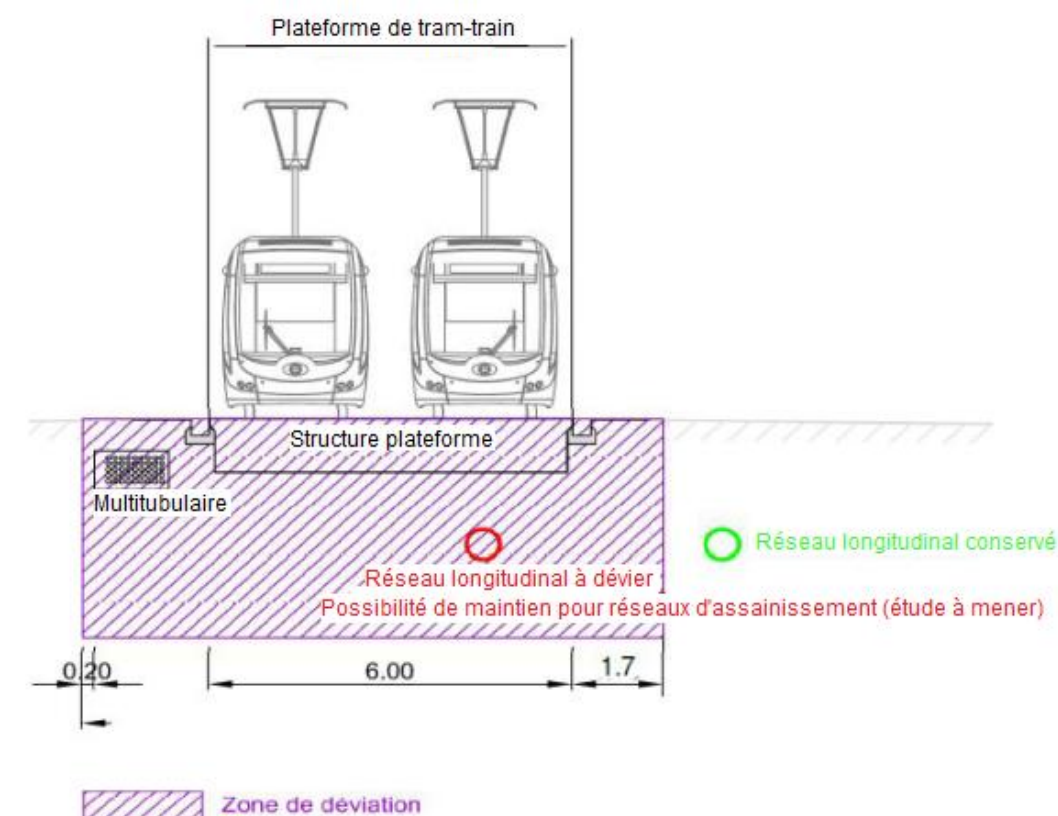 Plateforme de tram-train
Structure plateforme
Multitubulaire
Réseau longitudinal conservé
Réseau longitudinal à dévier
Possibilité de maintien pour réseaux d'assainissement (étude à mener)
0.20
6.00
1.7
Zone de déviation